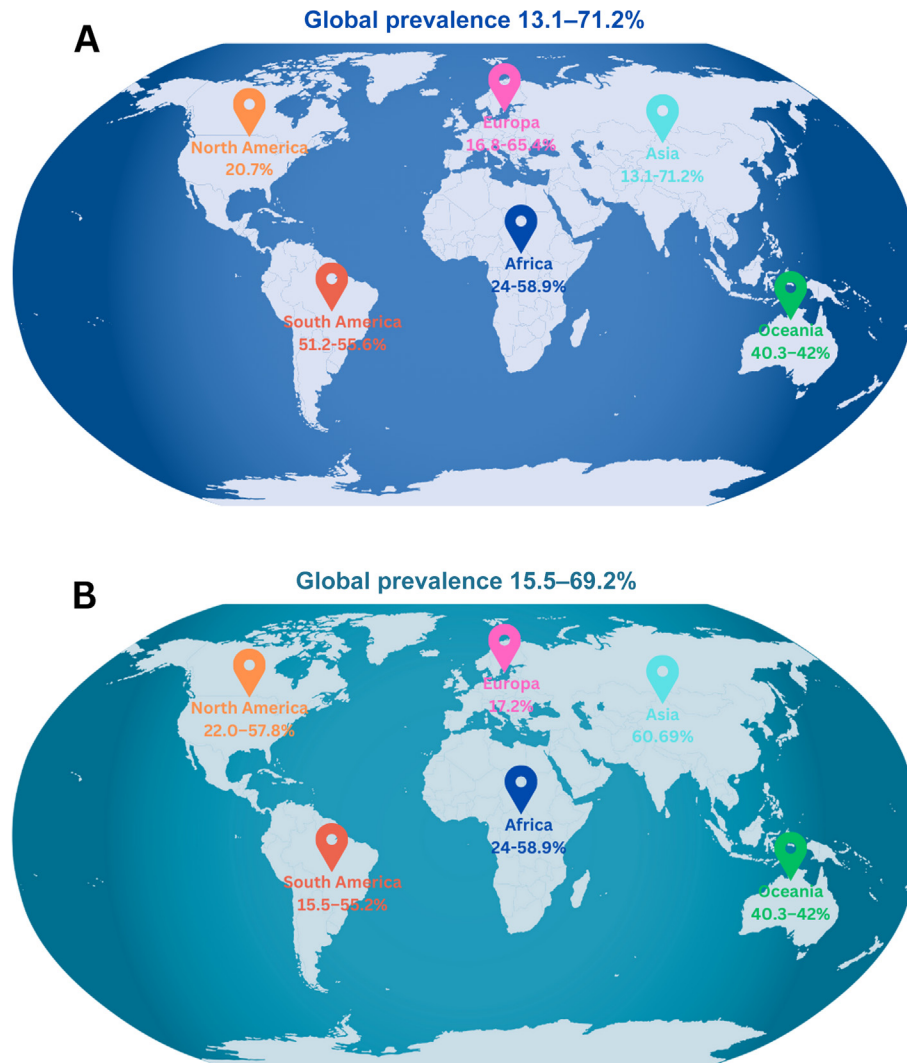 Global prevalence 13.1–71.2%
A
North America
20.7%
Europa
16.8-65.4%
Asia
13.1-71.2%
Africa
24-58.9%
South America
51.2-55.6%
Oceania
40.3–42%
Global prevalence 15.5–69.2%
B
North America
22.0–57.8%
Europa
17.2%
Asia
60.69%
Africa
24-58.9%
South America
15.5–55.2%
Oceania
40.3–42%